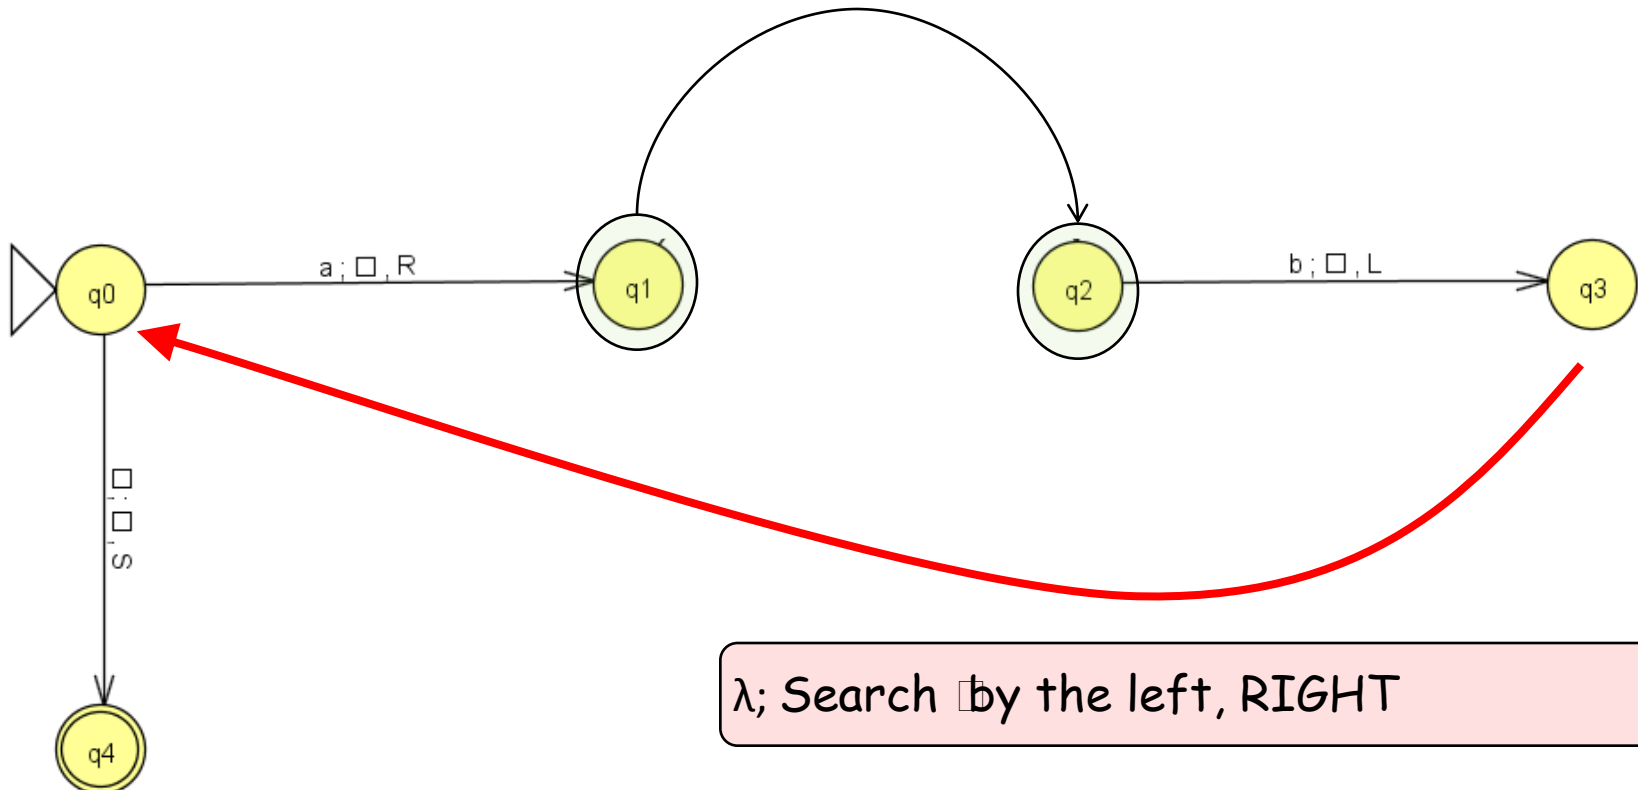 a ; □ , R
q0
q1
q2
b ; □ , L
q3
□ ; □ , S
λ; Search □by the left, RIGHT
q4